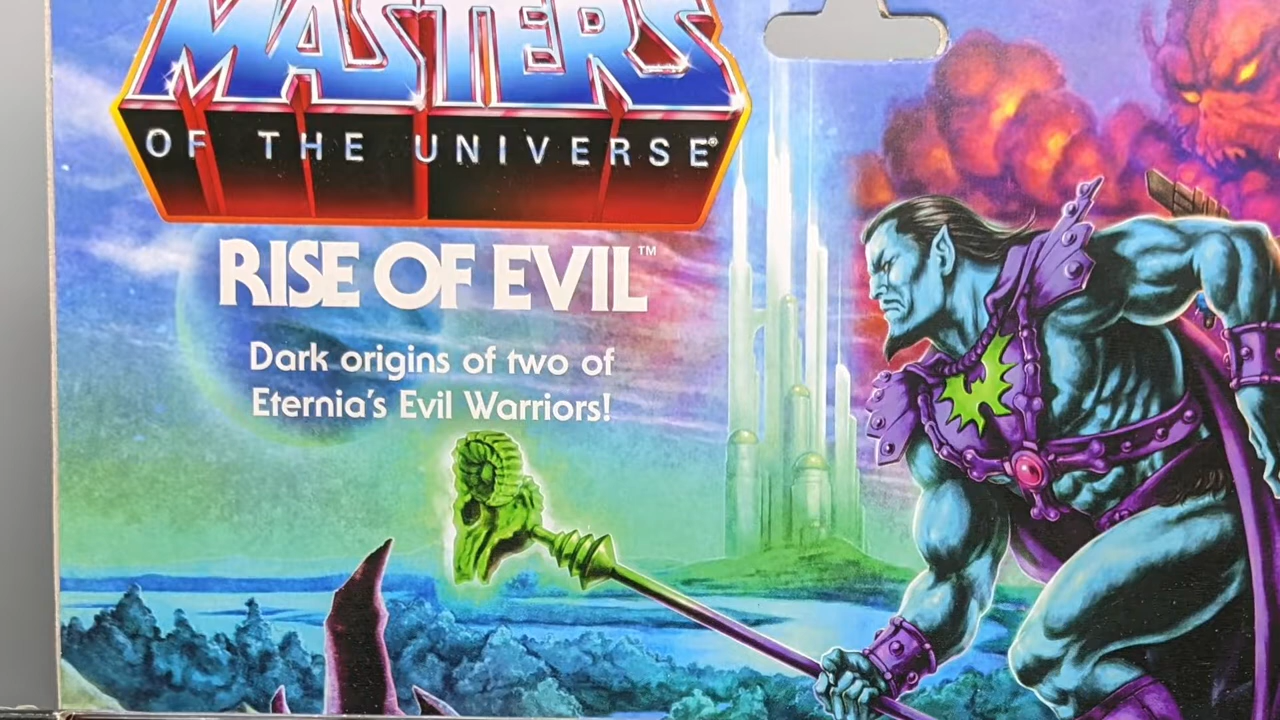 MASTERS
OF THE UNIVERSE®
RISE OF EVIL™
Dark origins of two of
Eternia's Evil Warriors!